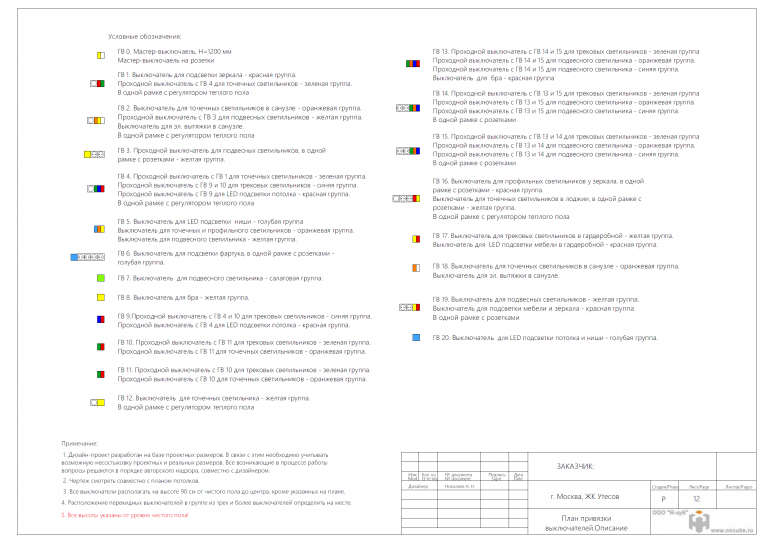 Условные обозначения:
ГВ 0. Мастер-выключаель, H=1200 мм
Мастер-выключаель на розетки
ГВ 1. Выключатель для подсветки зеркала - красная группа.
Проходной выключатель с ГВ 4 для точечных светильников - зеленая группа.
В одной рамке с регулятором теплого пола
ГВ 2. Выключатель для точечных светильников в санузле - оранжевая группа.
Проходной выключатель с ГВ 3 для подвесных светильников - желтая группа.
Выключатель для эл. вытяжки в санузле.
В одной рамке с регулятором теплого пола
ГВ 3. Проходной выключатель для подвесных светильников, в одной
рамке с розетками - желтая группа.
ГВ 4. Проходной выключатель с ГВ 1 для точечных светильников - зеленая группа.
Проходной выключатель с ГВ 9 и 10 для трековых светильников - синяя группа.
Проходной выключатель с ГВ 9 для LED подсветки потолка - красная группа.
В одной рамке с регулятором теплого пола
ГВ 5. Выключатель для LED-подсветки ниши - голубая группа
Выключатель для точечных и профильного светильников - оранжевая группа.
Выключатель для подвесного светильника - желтая группа.
ГВ 6. Выключатель для подсветки фартука, в одной рамке с розетками -
голубая группа.
ГВ 7. Выключатель для подвесного светильника - салатовая группа.
ГВ 8. Выключатель для бра - желтая группа.
ГВ 9.Проходной выключатель с ГВ 4 и 10 для трековых светильников - синяя группа.
Проходной выключатель с ГВ 4 для LED подсветки потолка - красная группа.
ГВ 10. Проходной выключатель с ГВ 11 для трековых светильников - зеленая группа.
Проходной выключатель с ГВ 11 для точечных светильников - оранжевая группа.
ГВ 11. Проходной выключатель с ГВ 10 для трековых светильников - зеленая группа.
Проходной выключатель с ГВ 10 для точечных светильников - оранжевая группа.
ГВ 12. Выключатель для точечных светильника - желтая группа.
В одной рамке с регулятором теплого пола
ГВ 13. Проходной выключатель с ГВ 14 и 15 для трековых светильников - зеленая группа
Проходной выключатель с ГВ 14 и 15 для подвесного светильника - оранжевая группа.
Проходной выключатель с ГВ 14 и 15 для подвесного светильника - синяя группа.
Выключатель для бра - красная группа
ГВ 14. Проходной выключатель с ГВ 13 и 15 для трековых светильников - зеленая группа
Проходной выключатель с ГВ 13 и 15 для подвесного светильника - оранжевая группа.
Проходной выключатель с ГВ 13 и 15 для подвесного светильника - синяя группа.
В одной рамке с розетками
ГВ 15. Проходной выключатель с ГВ 13 и 14 для трековых светильников - зеленая группа
Проходной выключатель с ГВ 13 и 14 для подвесного светильника - оранжевая группа.
Проходной выключатель с ГВ 13 и 14 для подвесного светильника - синяя группа.
В одной рамке с розетками
ГВ 16. Выключатель для профильных светильников у зеркала, в одной
рамке с розетками - красная группа.
Выключатель для точечных светильников в лоджии, в одной рамке с
розетками - желтая группа.
В одной рамке с регулятором теплого пола
ГВ 17. Выключатель для трековых светильников в гардеробной - желтая группа.
Выключатель для LED подсветки мебели в гардеробной - красная группа.
ГВ 18. Выключатель для точечных светильников в санузле - оранжевая группа.
Выключатель для эл. вытяжки в санузле.
ГВ 19. Выключатель для подвесных светильников - желтая группа.
Выключатель для подсветки мебели и зеркала - красная группа
В одной рамке с розетками
ГВ 20. Выключатель для LED подсветки потолка и ниши - голубая группа.
Примечание:
1. Дизайн-проект разработан на базе проектных размеров. В связи с этим необходимо учитывать
возможную несостыковку проектных и реальных размеров. Все возникающие в процессе работы
вопросы решаются в порядке авторского надзора, совместно с дизайнером.
2. Чертеж смотреть совместно с планом потолков.
3. Все выключатели располагать на высоте 90 см от чистого пола до центра, кроме указанных на плане.
4. Расположение переходных выключателей в группе из трех и более выключателей определить на месте.
5. Все высоты указаны от уровня чистого пола!
ЗАКАЗЧИК:
№ документа
№ document
Подпись
Sign
Дата
Date
Дизайнер
Николаев Н. Н.
г. Москва, ЖК Утесов
Стадия/Phase Лист/Page Листов/Pages
Р 12
План привязки
выключателей.Описание
ООО "Н-куб"
www.nocube.ru